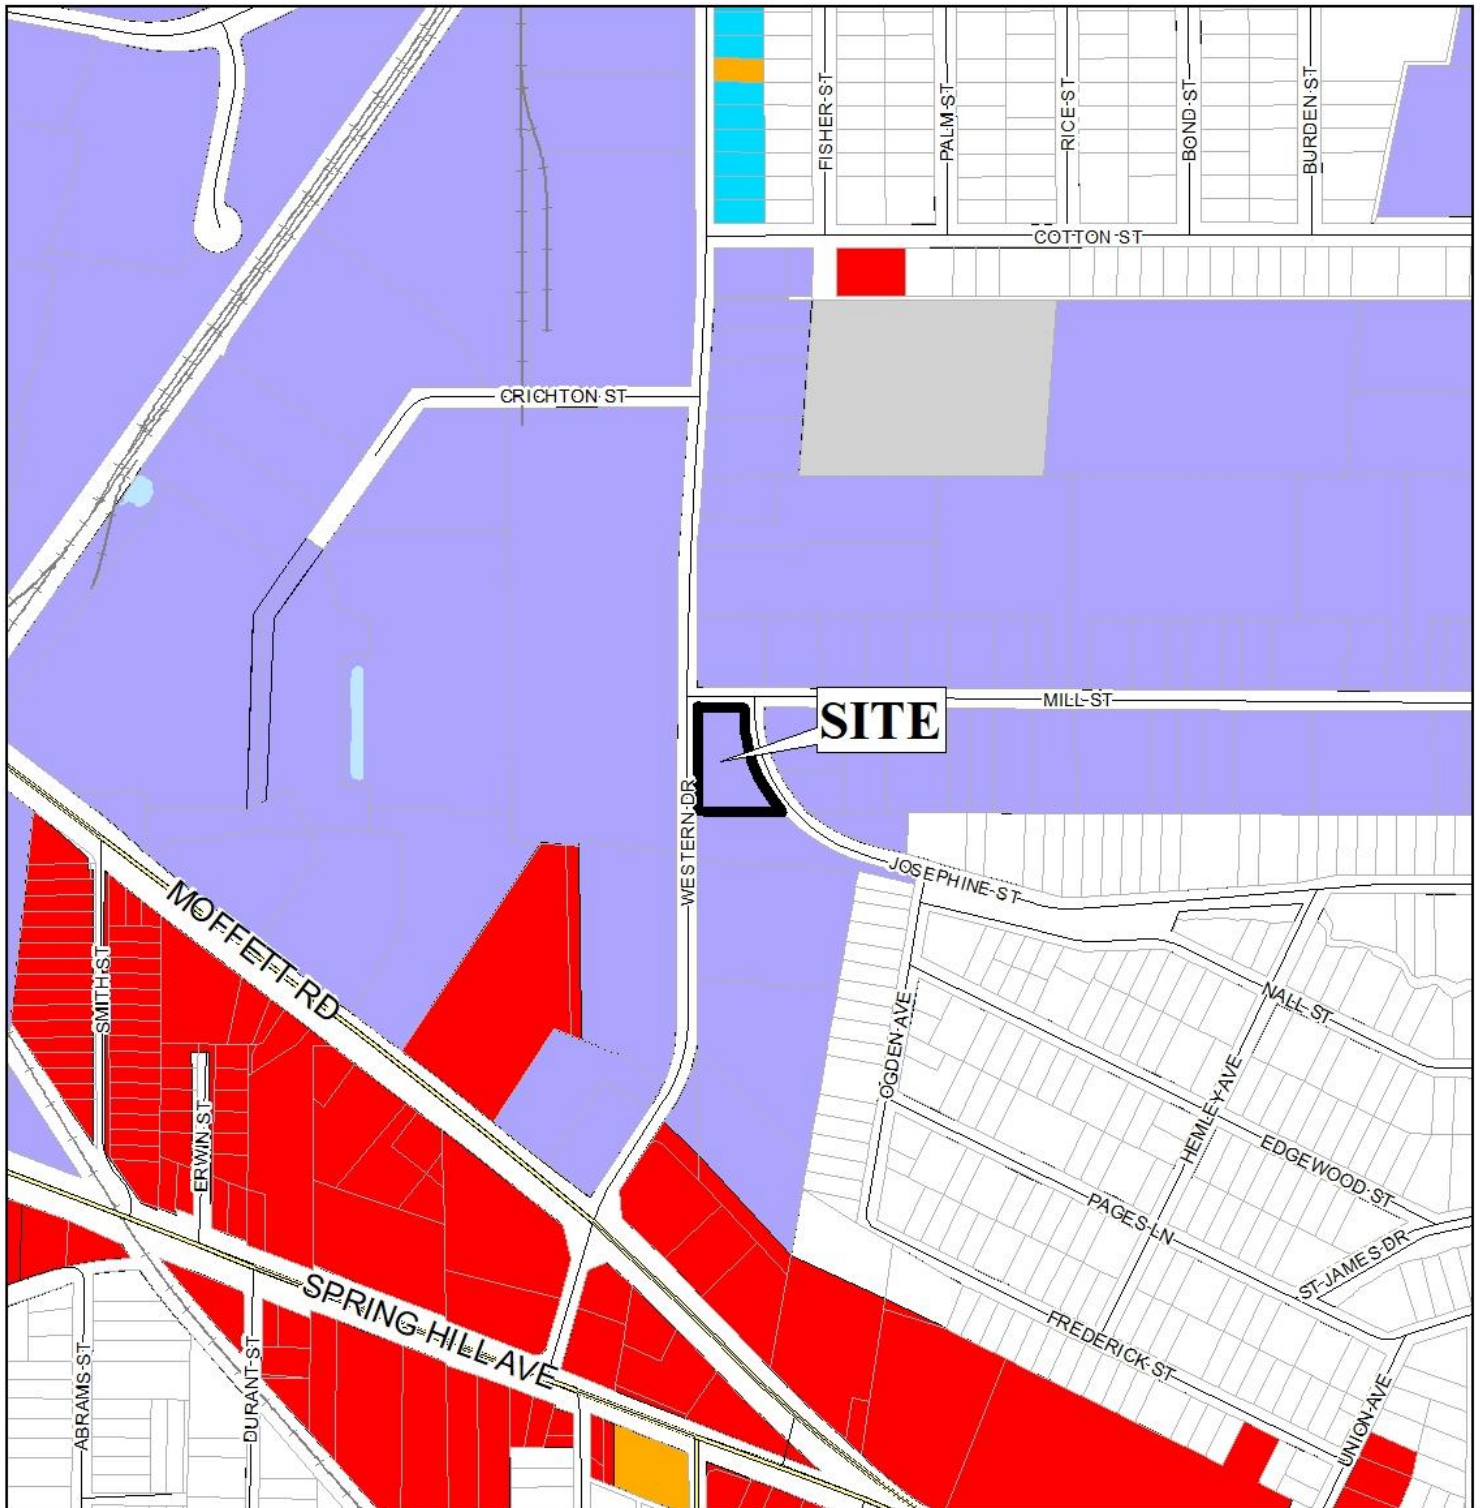 FISHER ST
PALM ST
RICE ST
BOND ST
BURDEN ST
COTTON ST
CRICHTON ST
MILL ST
SITE
WESTERN DR
JOSEPHINE ST
MOFFETT RD
SMITH ST
OGDEN AVE
NALL ST
HEMLEY AVE
ERWIN ST
EDGEWOOD ST
PAGES LN
ST JAMES DR
SPRING HILL AVE
FREDERICK ST
ABRAMS ST
DURANT ST
UNION AVE